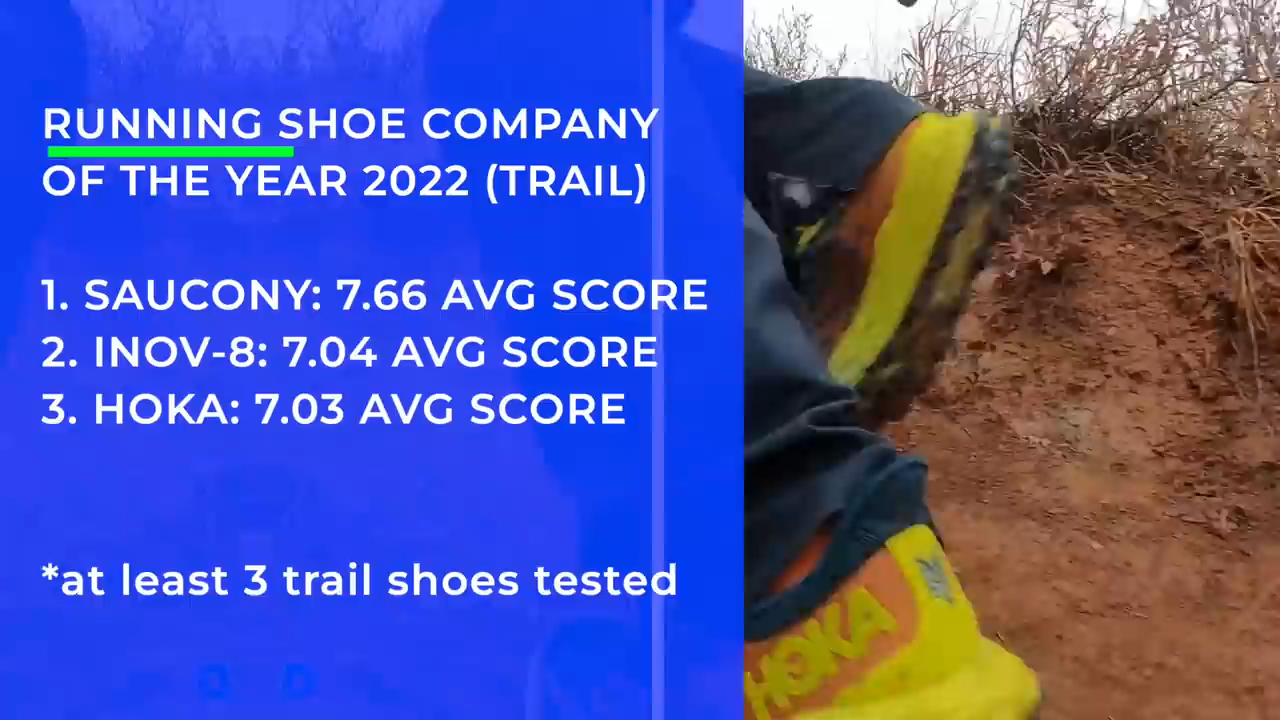 RUNNING SHOE COMPANY
OF THE YEAR 2022 (TRAIL)
1. SAUCONY: 7.66 AVG SCORE
2. INOV-8: 7.04 AVG SCORE
3. HOKA: 7.03 AVG SCORE
*at least 3 trail shoes tested
HOKA